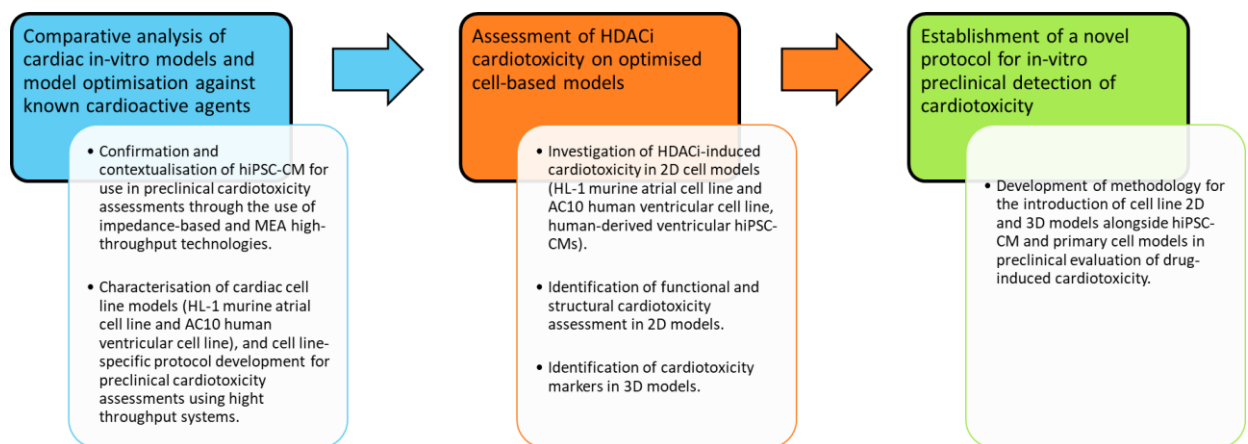 Comparative analysis of
cardiac in-vitro models and
model optimisation against
known cardioactive agents
• Confirmation and
contextualisation of hiPSC-CM for
use in preclinical cardiotoxicity
assessments through the use of
impedance-based and MEA high-
throughput technologies.
• Characterisation of cardiac cell
line models (HL-1 murine atrial
cell line and AC10 human
ventricular cell line), and cell line-
specific protocol development for
preclinical cardiotoxicity
assessments using hight
throughput systems.
Assessment of HDACi
cardiotoxicity on optimised
cell-based models
• Investigation of HDACi-induced
cardiotoxicity in 2D cell models
(HL-1 murine atrial cell line and
AC10 human ventricular cell line,
human-derived ventricular hiPSC-
CMs).
• Identification of functional and
structural cardiotoxicity
assessment in 2D models.
• Identification of cardiotoxicity
markers in 3D models.
Establishment of a novel
protocol for in-vitro
preclinical detection of
cardiotoxicity
• Development of methodology for
the introduction of cell line 2D
and 3D models alongside hiPSC-
CM and primary cell models in
preclinical evaluation of drug-
induced cardiotoxicity.